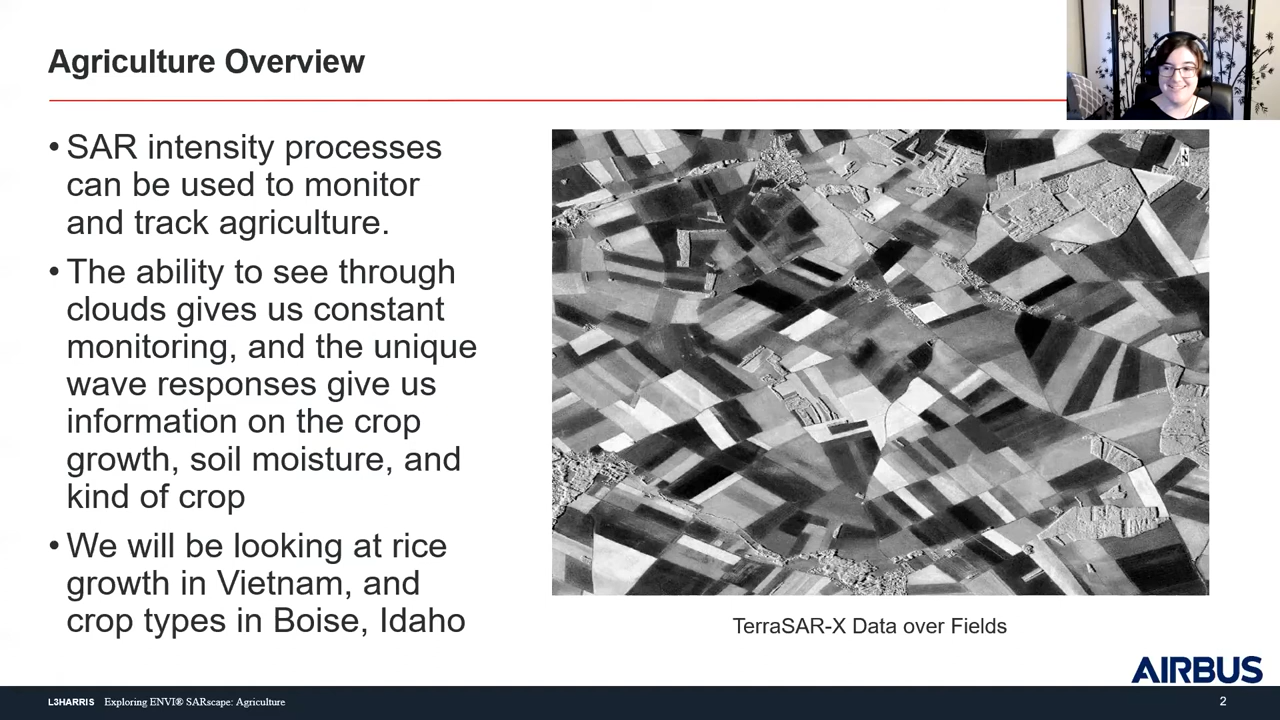 Agriculture Overview
• SAR intensity processes
can be used to monitor
and track agriculture.
• The ability to see through
clouds gives us constant
monitoring, and the unique
wave responses give us
information on the crop
growth, soil moisture, and
kind of crop
• We will be looking at rice
growth in Vietnam, and
crop types in Boise, Idaho
N
TerraSAR-X Data over Fields
AIRBUS
L3HARRIS Exploring ENVI® SARscape: Agriculture
2